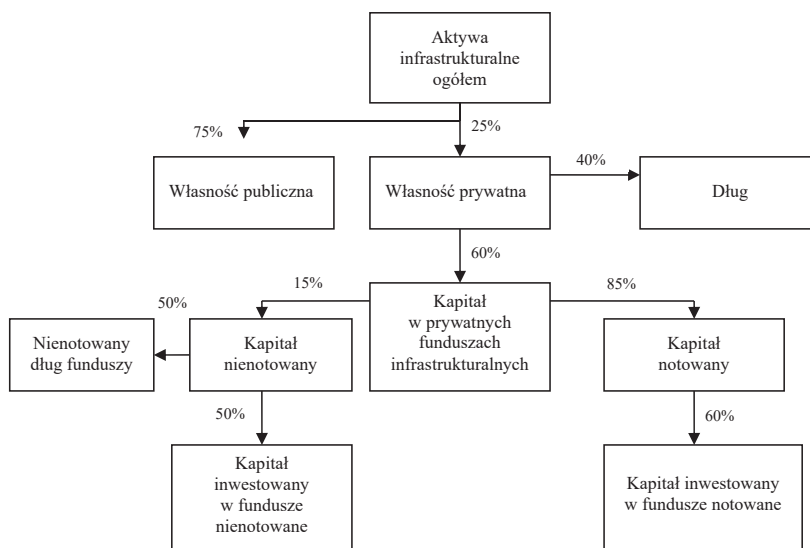 Aktywa
infrastrukturalne
ogółem
75%
25%
Własność publiczna
Własność prywatna
40%
Dług
60%
15%
85%
50%
Nienotowany
dług funduszy
Kapitał
nienotowany
Kapitał
w prywatnych
funduszach
infrastrukturalnych
Kapitał
notowany
50%
60%
Kapitał
inwestowany
w fundusze
nienotowane
Kapitał inwestowany
w fundusze notowane